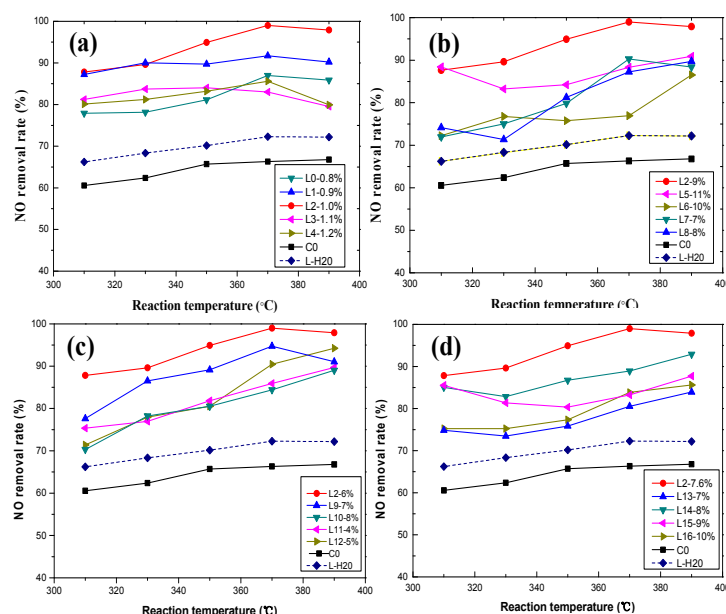 (a)
NO removal rate (%)
100
90
80
70
60
50
40
L0-0.8%
L1-0.9%
L2-1.0%
L3-1.1%
L4-1.2%
C0
L-H20
300 320 340 360 380 400
Reaction temperature (°C)
(b)
NO removal rate (%)
100
90
80
70
60
50
40
L2-9%
L5-11%
L6-10%
L7-7%
L8-8%
C0
L-H20
300 320 340 360 380 400
Reaction temperature (°C)
(c)
NO removal rate (%)
100
90
80
70
60
50
40
L2-6%
L9-7%
L10-8%
L11-4%
L12-5%
C0
L-H20
300 320 340 360 380 400
Reaction temperature (℃)
(d)
NO removal rate (%)
100
90
80
70
60
50
40
L2-7.6%
L13-7%
L14-8%
L15-9%
L16-10%
C0
L-H20
300 320 340 360 380 400
Reaction temperature (℃)